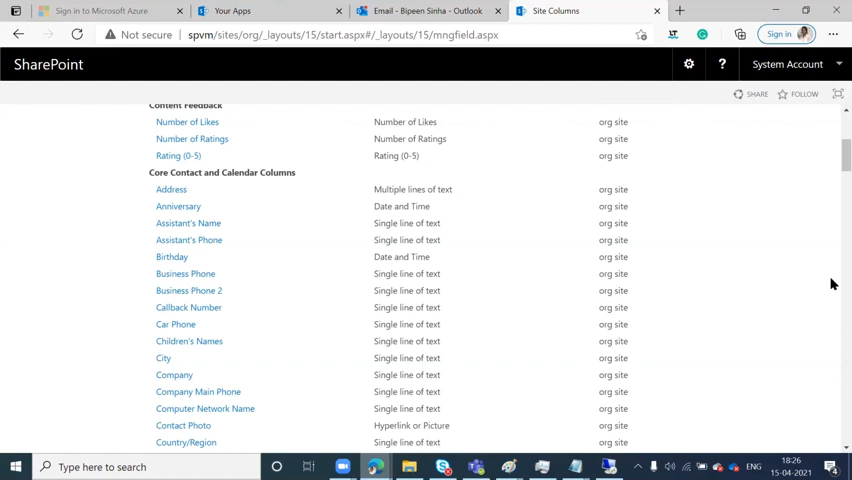 Sign in to Microsoft Azure
Your Apps
Email - Bipeen Sinha - Outlook
Site Columns
Not secure
spvm/sites/org/_layouts/15/start.aspx#/_layouts/15/mngfield.aspx
Sign in
SharePoint
?
System Account
SHARE
FOLLOW
Content Feedback
Number of Likes Number of Likes org site
Number of Ratings Number of Ratings org site
Rating (0-5) Rating (0-5) org site
Core Contact and Calendar Columns
Address Multiple lines of text org site
Anniversary Date and Time org site
Assistant's Name Single line of text org site
Assistant's Phone Single line of text org site
Birthday Date and Time org site
Business Phone Single line of text org site
Business Phone 2 Single line of text org site
Callback Number Single line of text org site
Car Phone Single line of text org site
Children's Names Single line of text org site
City Single line of text org site
Company Single line of text org site
Company Main Phone Single line of text org site
Computer Network Name Single line of text org site
Contact Photo Hyperlink or Picture org site
Country/Region Single line of text org site
Type here to search
ENG
18:26
15-04-2021
4